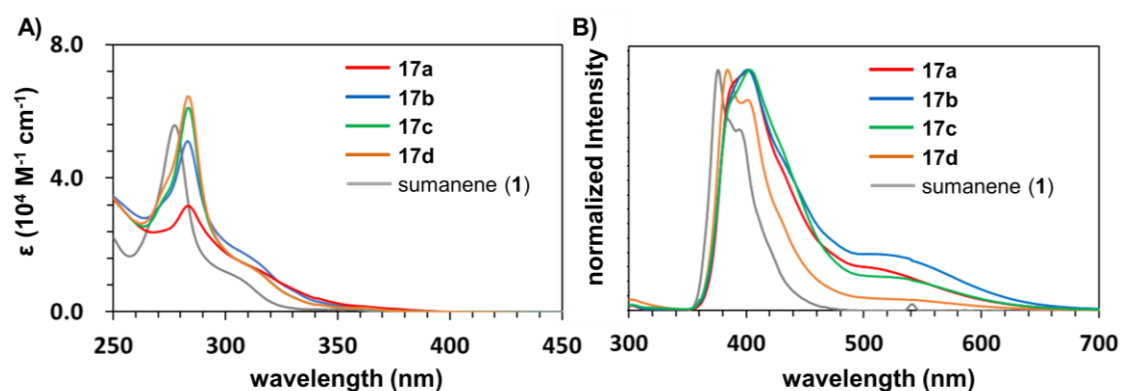 A)
8.0
4.0
0.0
ε (10⁴ M⁻¹ cm⁻¹)
17a
17b
17c
17d
sumanene (1)
250 300 350 400 450
wavelength (nm)
B)
normalized Intensity
17a
17b
17c
17d
sumanene (1)
300 400 500 600 700
wavelength (nm)